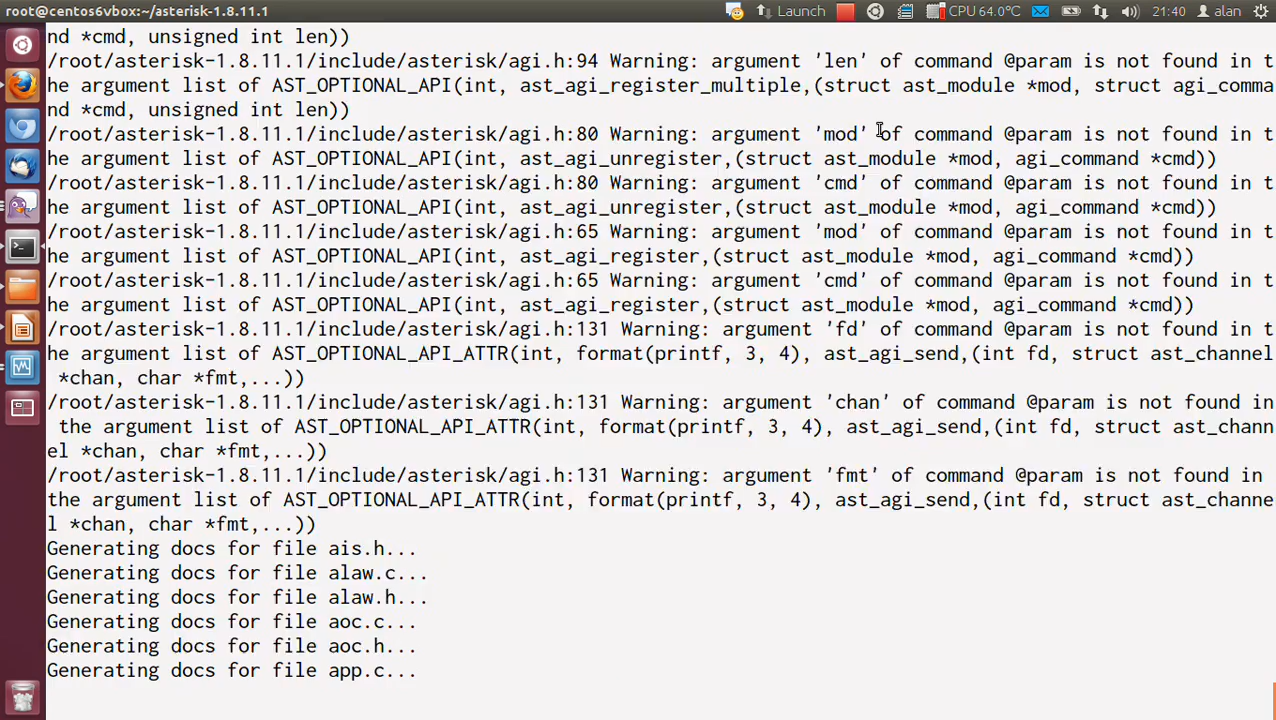 root@centos6vbox:~/asterisk-1.8.11.1 Launch CPU 64.0°C 21:40 alan
nd *cmd, unsigned int len))
/root/asterisk-1.8.11.1/include/asterisk/agi.h:94 Warning: argument 'len' of command @param is not found in t
he argument list of AST_OPTIONAL_API(int, ast_agi_register_multiple,(struct ast_module *mod, struct agi_comma
nd *cmd, unsigned int len))
/root/asterisk-1.8.11.1/include/asterisk/agi.h:80 Warning: argument 'mod' of command @param is not found in t
he argument list of AST_OPTIONAL_API(int, ast_agi_unregister,(struct ast_module *mod, agi_command *cmd))
/root/asterisk-1.8.11.1/include/asterisk/agi.h:80 Warning: argument 'cmd' of command @param is not found in t
he argument list of AST_OPTIONAL_API(int, ast_agi_unregister,(struct ast_module *mod, agi_command *cmd))
/root/asterisk-1.8.11.1/include/asterisk/agi.h:65 Warning: argument 'mod' of command @param is not found in t
he argument list of AST_OPTIONAL_API(int, ast_agi_register,(struct ast_module *mod, agi_command *cmd))
/root/asterisk-1.8.11.1/include/asterisk/agi.h:65 Warning: argument 'cmd' of command @param is not found in t
he argument list of AST_OPTIONAL_API(int, ast_agi_register,(struct ast_module *mod, agi_command *cmd))
/root/asterisk-1.8.11.1/include/asterisk/agi.h:131 Warning: argument 'fd' of command @param is not found in t
he argument list of AST_OPTIONAL_API_ATTR(int, format(printf, 3, 4), ast_agi_send,(int fd, struct ast_channel
 *chan, char *fmt,...))
/root/asterisk-1.8.11.1/include/asterisk/agi.h:131 Warning: argument 'chan' of command @param is not found in
 the argument list of AST_OPTIONAL_API_ATTR(int, format(printf, 3, 4), ast_agi_send,(int fd, struct ast_chann
el *chan, char *fmt,...))
/root/asterisk-1.8.11.1/include/asterisk/agi.h:131 Warning: argument 'fmt' of command @param is not found in 
the argument list of AST_OPTIONAL_API_ATTR(int, format(printf, 3, 4), ast_agi_send,(int fd, struct ast_channe
l *chan, char *fmt,...))
Generating docs for file ais.h...
Generating docs for file alaw.c...
Generating docs for file alaw.h...
Generating docs for file aoc.c...
Generating docs for file aoc.h...
Generating docs for file app.c...